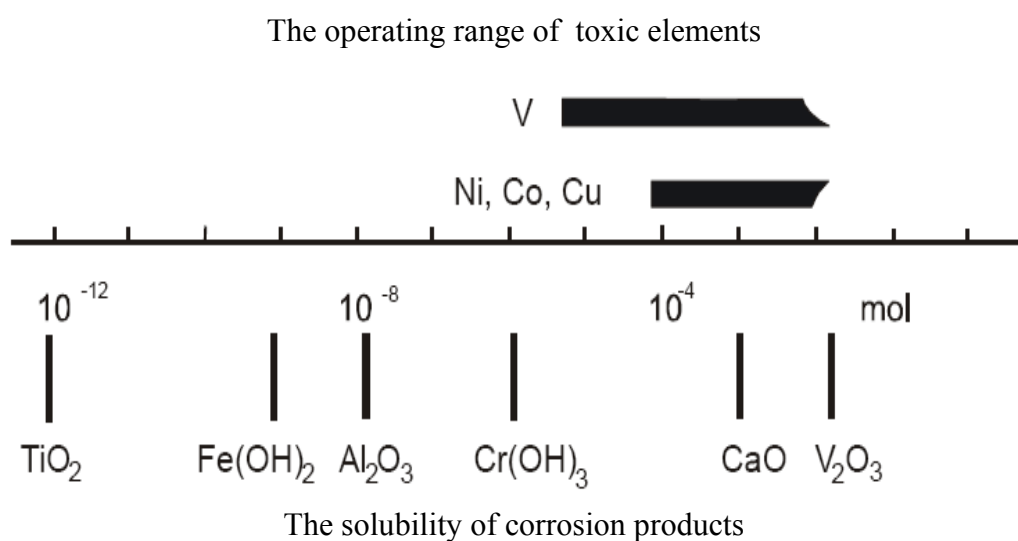 The operating range of toxic elements
V
Ni, Co, Cu
10⁻¹² 10⁻⁸ 10⁻⁴ mol
TiO₂ Fe(OH)₂ Al₂O₃ Cr(OH)₃ CaO V₂O₃
The solubility of corrosion products